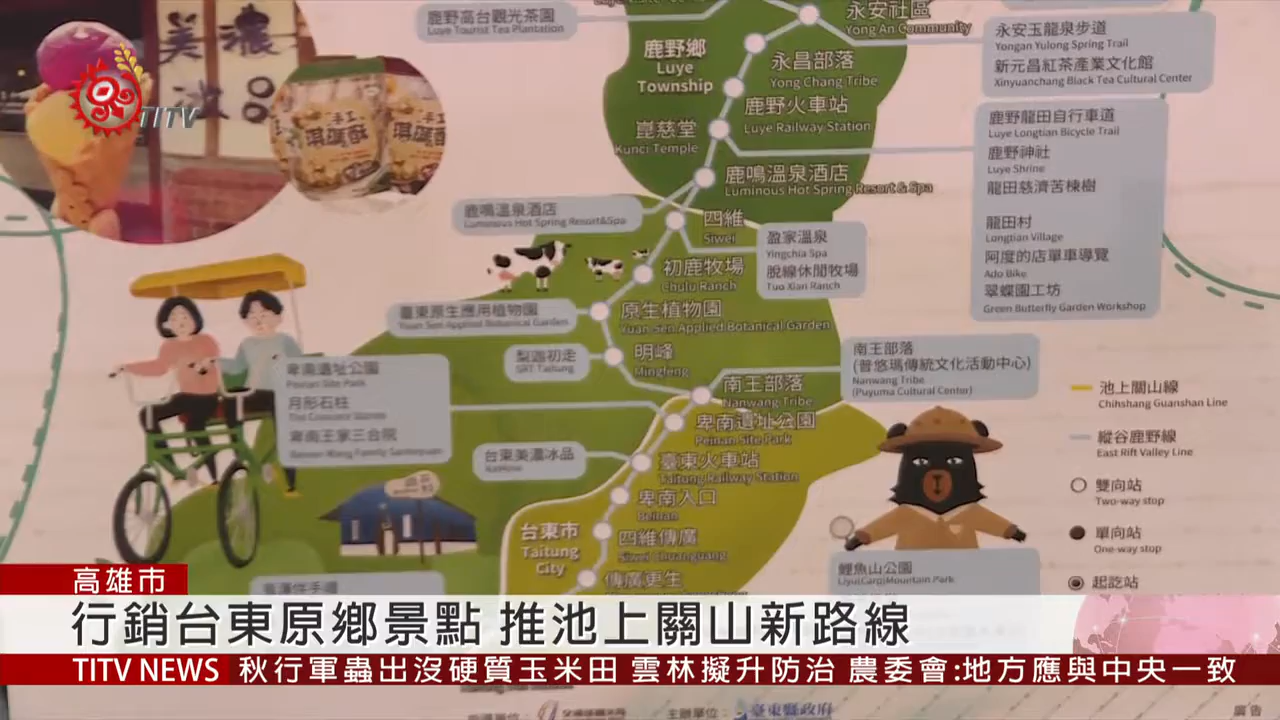 鹿野高台觀光茶園
Luye Tourist Tea Plantation
永安社區
Yong An Community
永安玉龍泉步道
Yongan Yulong Spring Trail
新元昌紅茶產業文化館
Xinyuanchang Black Tea Cultural Center
美濃
冰品
TITV
手工
鹿野鄉
Luye
Township
永昌部落
Yong Chang Tribe
鹿野火車站
Luye Railway Station
崑慈堂
Kunci Temple
鹿野龍田自行車道
Luye Longtian Bicycle Trail
鹿野神社
Luye Shrine
龍田慈濟苦楝樹
龍田村
Longtian Village
阿度的店單車導覽
Ado Bike
翠蝶園工坊
Green Butterfly Garden Workshop
鹿鳴溫泉酒店
Luminous Hot Spring Resort & Spa
鹿鳴溫泉酒店
Luminous Hot Spring Resort&Spa
四維
Siwei
盈家溫泉
Yingchia Spa
脫線休閒牧場
Tuo Xian Ranch
初鹿牧場
Chulu Ranch
臺東原生應用植物園
Yuan Sen Applied Botanical Garden
原生植物園
Yuan Sen Applied Botanical Garden
梨迦初走
SRT Taitung
明峰
Mingfeng
南王部落
(普悠瑪傳統文化活動中心)
Nanwang Tribe
(Puyuma Cultural Center)
卑南遺址公園
Peinan Site Park
月形石柱
卑南王家三合院
南王部落
Nanwang Tribe
卑南遺址公園
Peinan Site Park
台東美濃冰品
臺東火車站
Taitung Railway Station
卑南入口
Beinan
台東市
Taitung
City
四維傳廣
Siwei Chuanguang
傳廣更生
池上關山線
Chihshang Guanshan Line
縱谷鹿野線
East Rift Valley Line
雙向站
Two-way stop
單向站
One-way stop
起訖站
鯉魚山公園
Liyu(Carp)Mountain Park
高雄市
行銷台東原鄉景點 推池上關山新路線
TITV NEWS 秋行軍蟲出沒硬質玉米田 雲林擬升防治 農委會:地方應與中央一致
主辦單位:
廣告